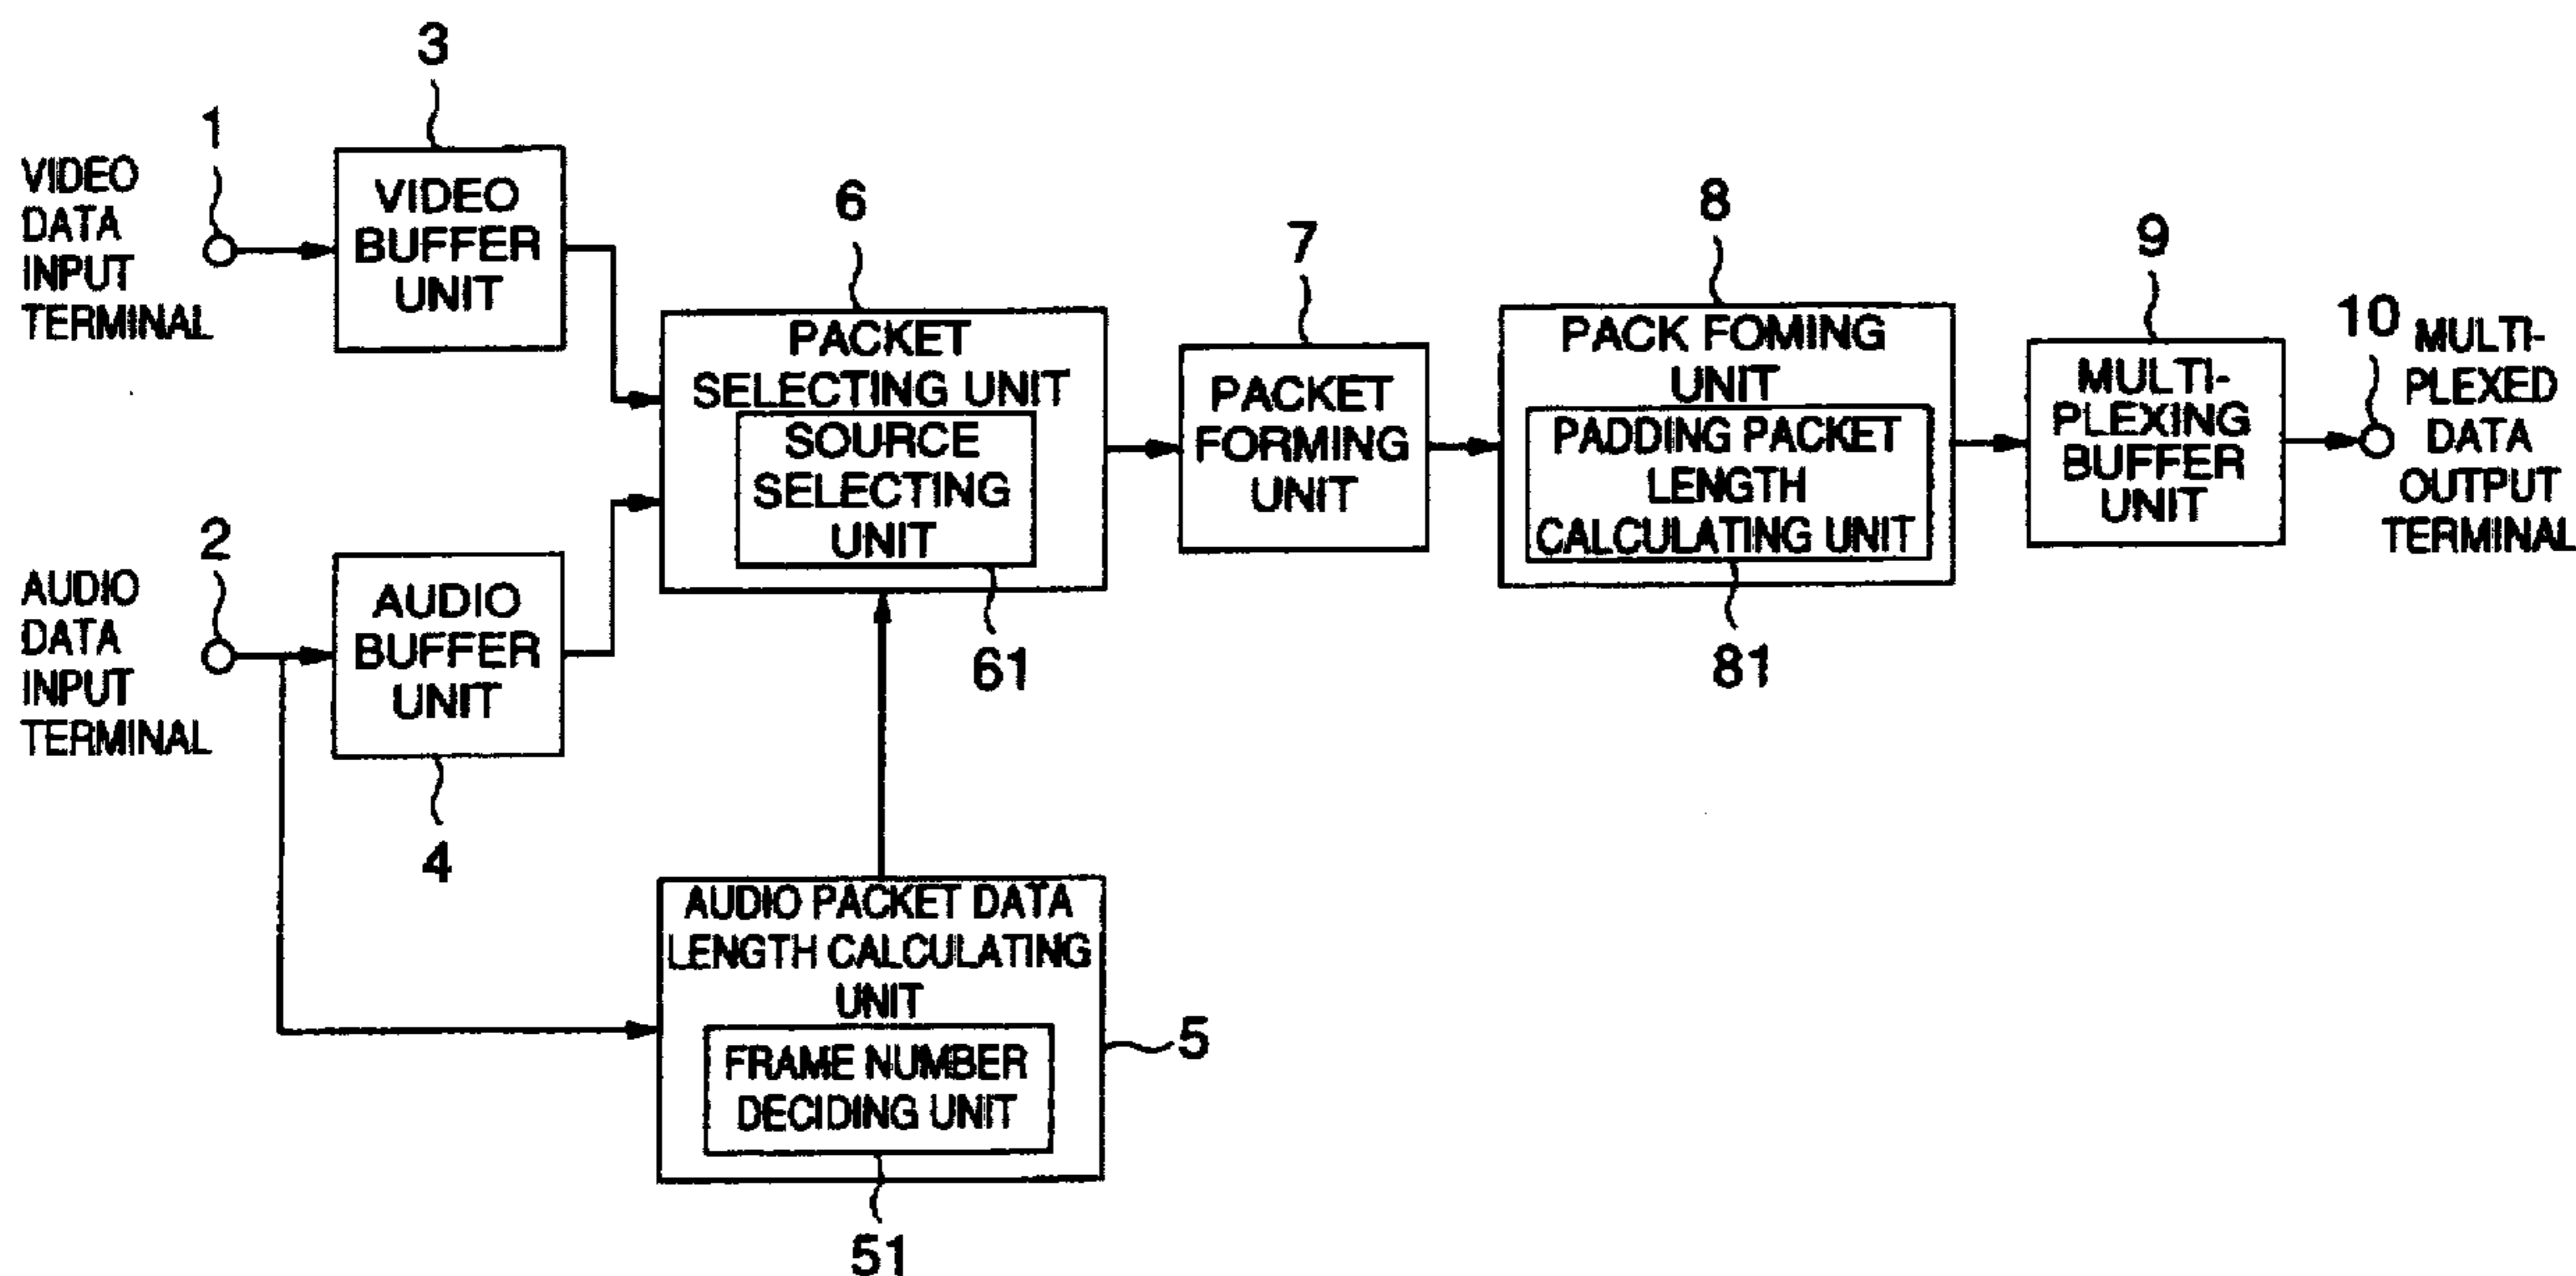 3
1
VIDEO
DATA
INPUT
TERMINAL
VIDEO
BUFFER
UNIT
2
AUDIO
DATA
INPUT
TERMINAL
AUDIO
BUFFER
UNIT
4
6
PACKET
SELECTING UNIT
SOURCE
SELECTING
UNIT
61
AUDIO PACKET DATA
LENGTH CALCULATING
UNIT
FRAME NUMBER
DECIDING UNIT
5
51
7
PACKET
FORMING
UNIT
8
PACK FOMING
UNIT
PADDING PACKET
LENGTH
CALCULATING UNIT
81
9
MULTI-
PLEXING
BUFFER
UNIT
10
MULTI-
PLEXED
DATA
OUTPUT
TERMINAL